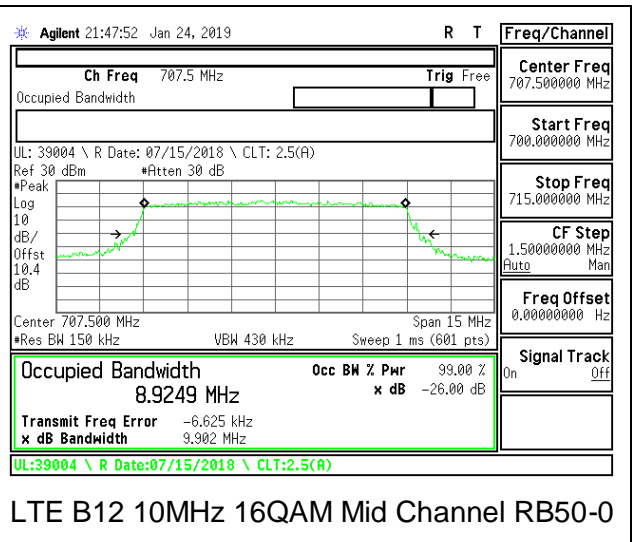 Agilent 21:47:52 Jan 24, 2019 R T
Freq/Channel
Ch Freq 707.5 MHz Trig Free
Occupied Bandwidth
Center Freq
707.500000 MHz
Start Freq
700.000000 MHz
Stop Freq
715.000000 MHz
CF Step
1.50000000 MHz
Auto Man
Freq Offset
0.00000000 Hz
Signal Track
On Off
UL: 39004 \ R Date: 07/15/2018 \ CLT: 2.5(A)
Ref 30 dBm #Atten 30 dB
#Peak
Log
10
dB/
Offst
10.4
dB
Center 707.500 MHz Span 15 MHz
#Res BW 150 kHz VBW 430 kHz Sweep 1 ms (601 pts)
Occupied Bandwidth Occ BW % Pwr 99.00 %
8.9249 MHz x dB -26.00 dB
Transmit Freq Error -6.625 kHz
x dB Bandwidth 9.902 MHz
UL:39004 \ R Date:07/15/2018 \ CLT:2.5(A)
LTE B12 10MHz 16QAM Mid Channel RB50-0